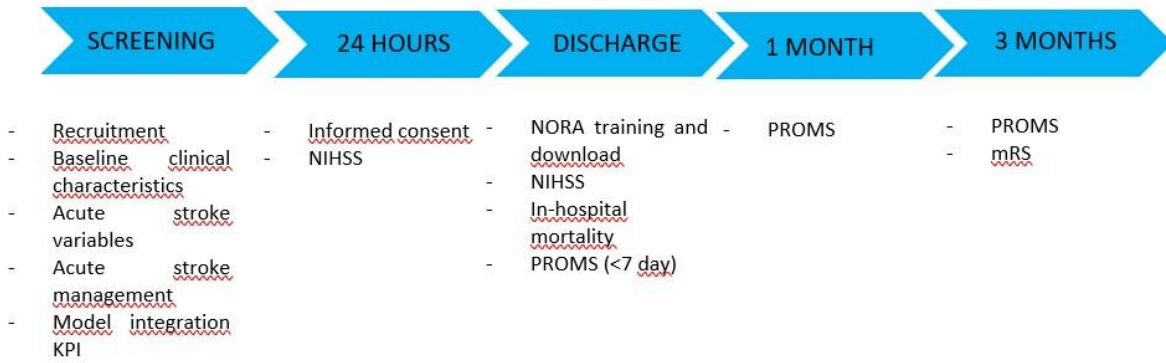 SCREENING
24 HOURS
DISCHARGE
1 MONTH
3 MONTHS
- Recruitment
- Baseline clinical
characteristics
- Acute stroke
variables
- Acute stroke
management
- Model integration
KPI
- Informed consent
- NIHSS
- NORA training and
download
- NIHSS
- In-hospital
mortality
- PROMS (<7 day)
- PROMS
- PROMS
- mRS